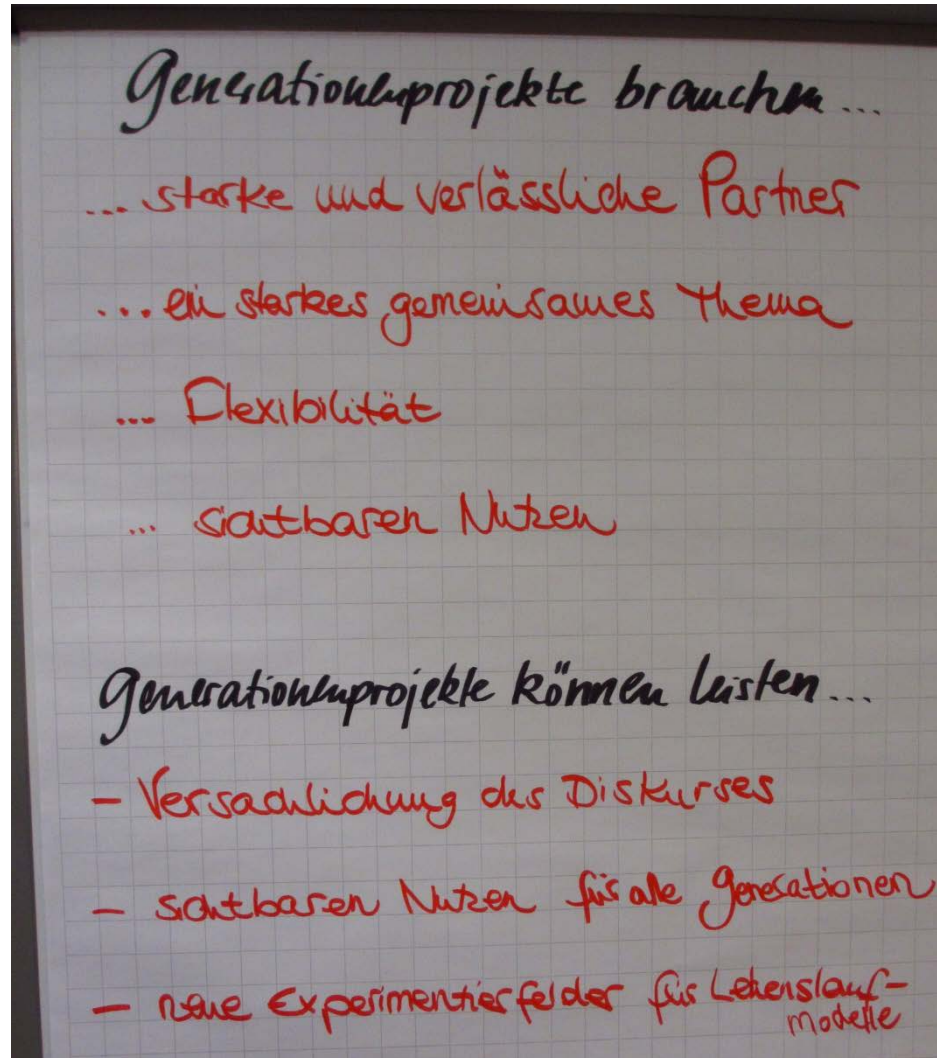 Generationenprojekte brauchen...
... starke und verlässliche Partner
... ein starkes gemeinsames Thema
... Flexibilität
... sichtbaren Nutzen
Generationenprojekte können leisten...
- Versachlichung des Diskurses
- sichtbaren Nutzen für alle Generationen
- neue Experimentierfelder für Lebenslauf-
modelle